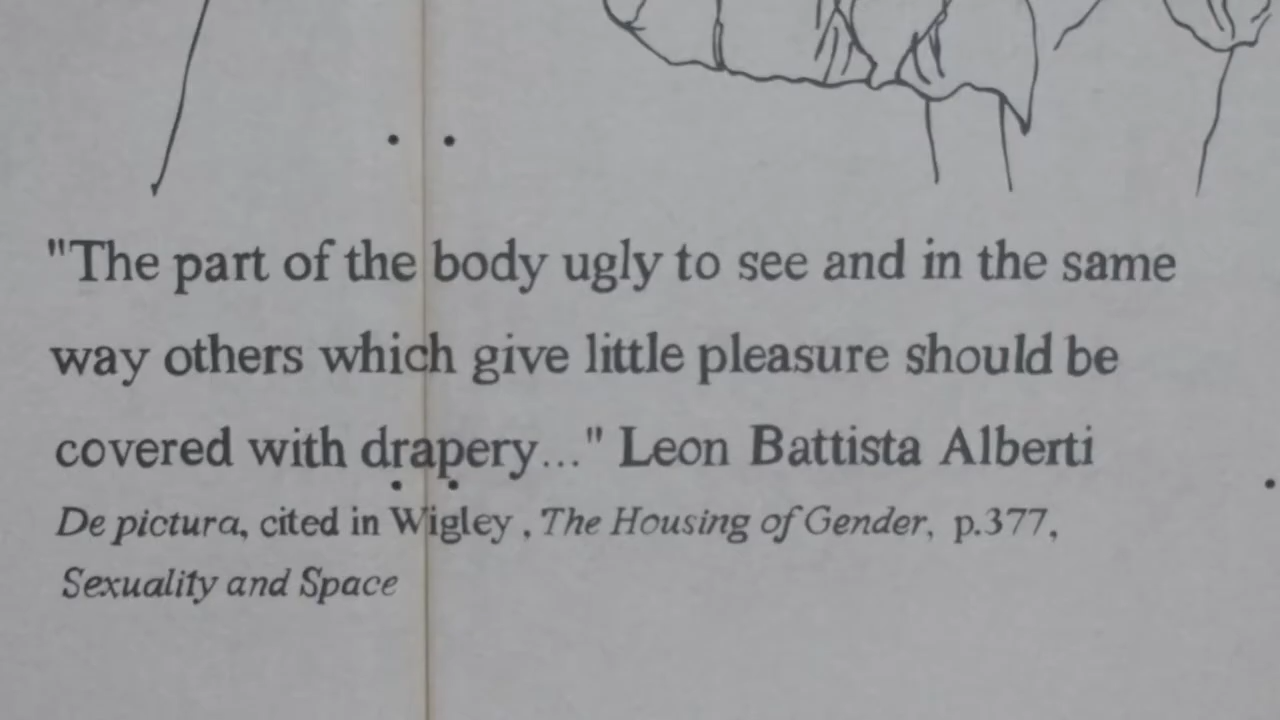 "The part of the body ugly to see and in the same
way others which give little pleasure should be
covered with drapery..." Leon Battista Alberti
De pictura, cited in Wigley , The Housing of Gender, p.377,
Sexuality and Space